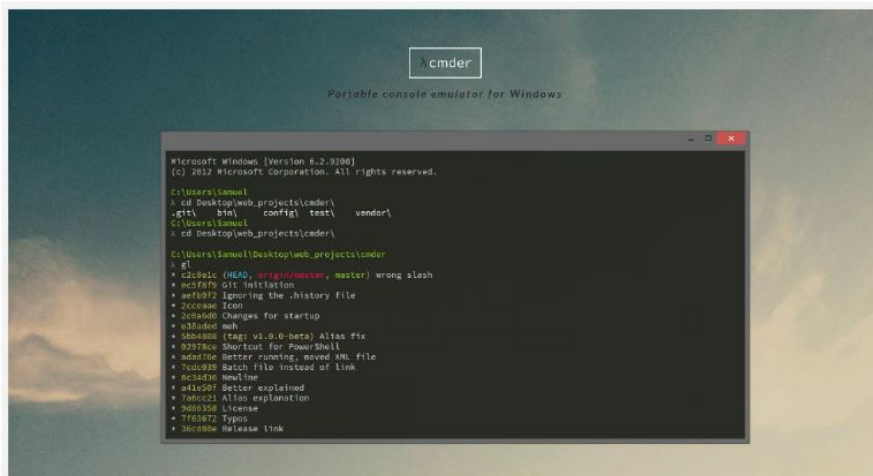 λ cmder
Portable console emulator for Windows
Microsoft Windows [Version 6.2.9200]
(c) 2012 Microsoft Corporation. All rights reserved.
C:\Users\Samuel
λ cd Desktop\web_projects\cmder\
.git\ bin\ config\ test\ vendor\
C:\Users\Samuel
λ cd Desktop\web_projects\cmder\
C:\Users\Samuel\Desktop\web_projects\cmder
λ gl
* c2c0e1c (HEAD, origin/master, master) wrong slash
* ec5f8f9 Git initiation
* aefb0f2 Ignoring the .history file
* 2cceaae Icon
* 2c0a6d0 Changes for startup
* e38aded meh
* 5bb4808 (tag: v1.0.0-beta) Alias fix
* 02978ce Shortcut for PowerShell
* adad76e Better running, moved XML file
* 7cdc039 Batch file instead of link
* 8c34d36 Newline
* a41e50f Better explained
* 7a6cc21 Alias explanation
* 9d86358 License
* 7f63672 Typos
* 36cd80e Release link